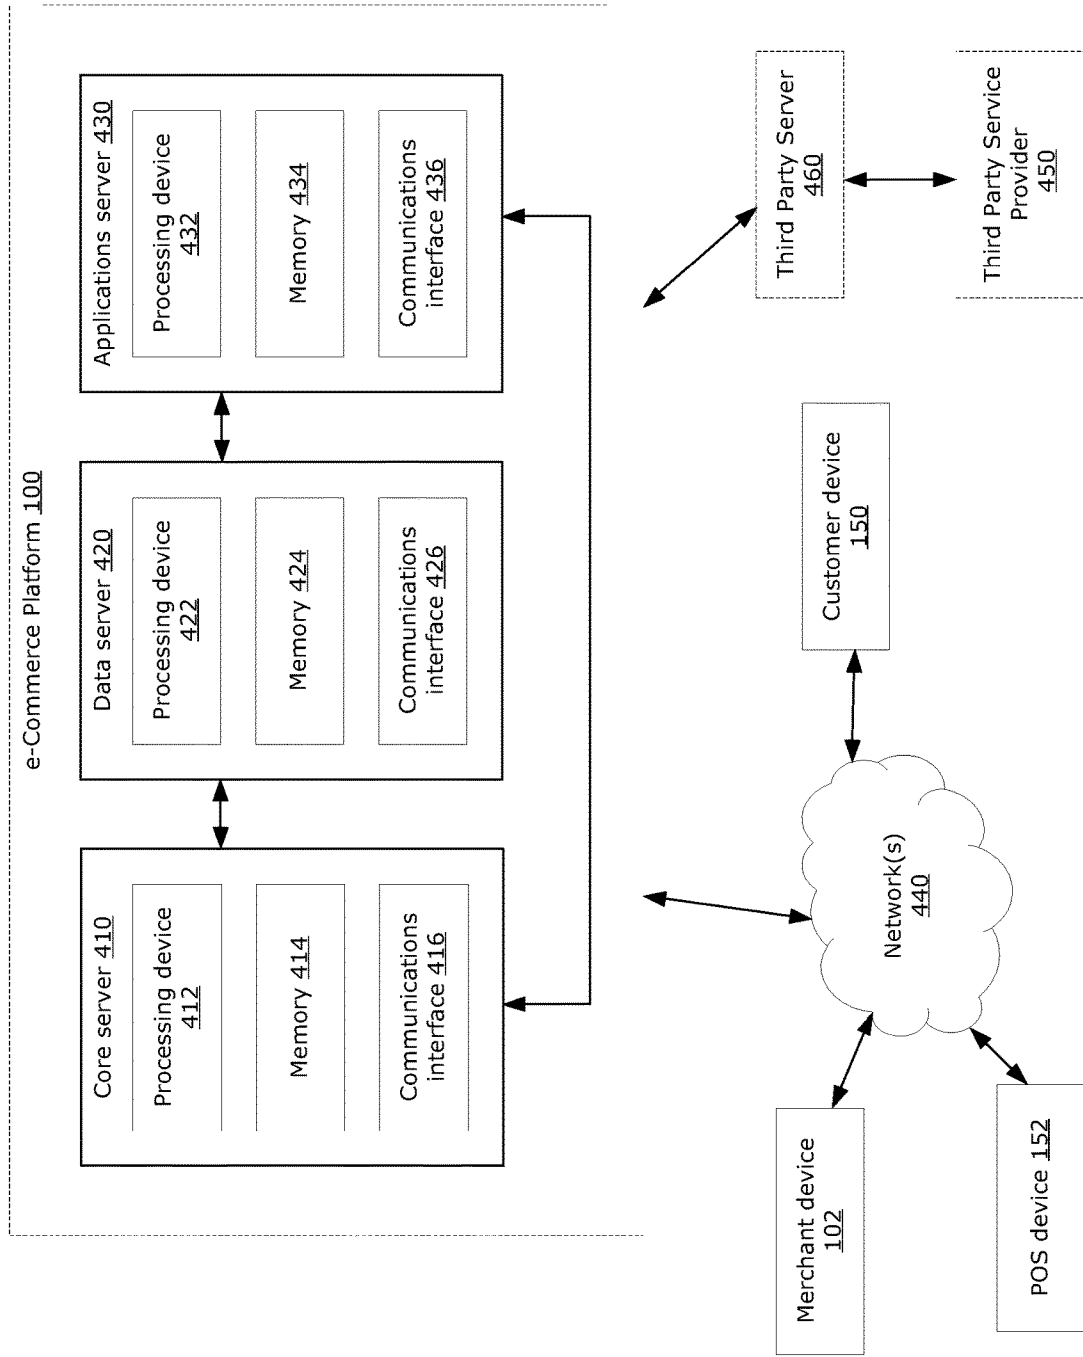 e-Commerce Platform 100
Core server 410
Processing device
412
Memory 414
Communications
interface 416
Data server 420
Processing device
422
Memory 424
Communications
interface 426
Applications server 430
Processing device
432
Memory 434
Communications
interface 436
Merchant device
102
POS device 152
Network(s)
440
Customer device
150
Third Party Server
460
Third Party Service
Provider
450